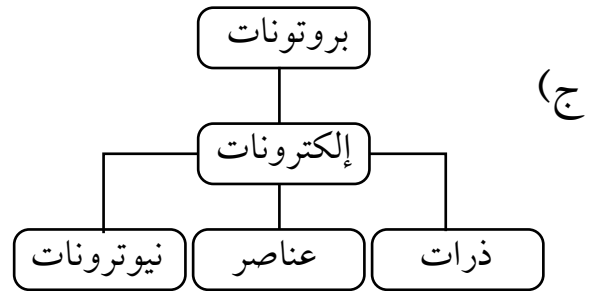 بروتونات
ج)
إلكترونات
ذرات
عناصر
نيوترونات